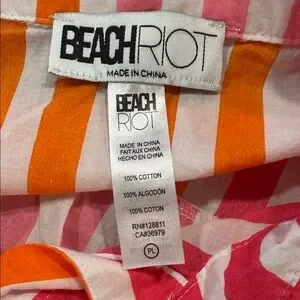 BEACHRIOT
MADE IN CHINA
BEACH
RIOT
MADE IN CHINA
FAIT AUX CHINA
HECHO EN CHINA
100% COTTON
100% ALGODÓN
100% COTON
RN#128811
CA#36979
PL